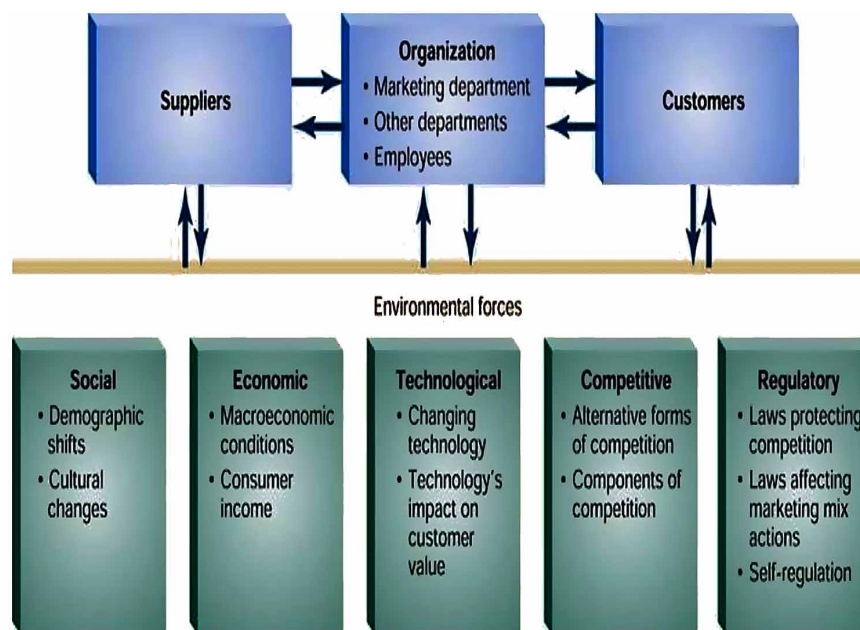 Suppliers
Organization
• Marketing department
• Other departments
• Employees
Customers
Environmental forces
Social
• Demographic
shifts
• Cultural
changes
Economic
• Macroeconomic
conditions
• Consumer
income
Technological
• Changing
technology
• Technology's
impact on
customer
value
Competitive
• Alternative forms
of competition
• Components of
competition
Regulatory
• Laws protecting
competition
• Laws affecting
marketing mix
actions
• Self-regulation